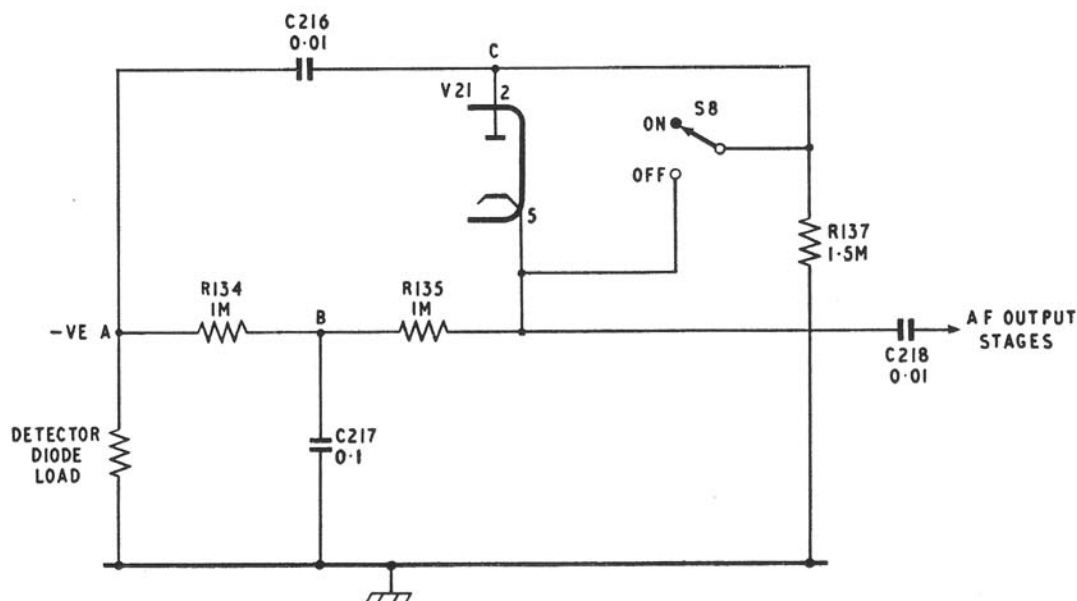 C216
0·01
C
V21
2
S8
ON
OFF
5
R137
1·5M
R134
1M
R135
1M
-VE A
B
AF OUTPUT
STAGES
C218
0·01
DETECTOR
DIODE
LOAD
C217
0·1